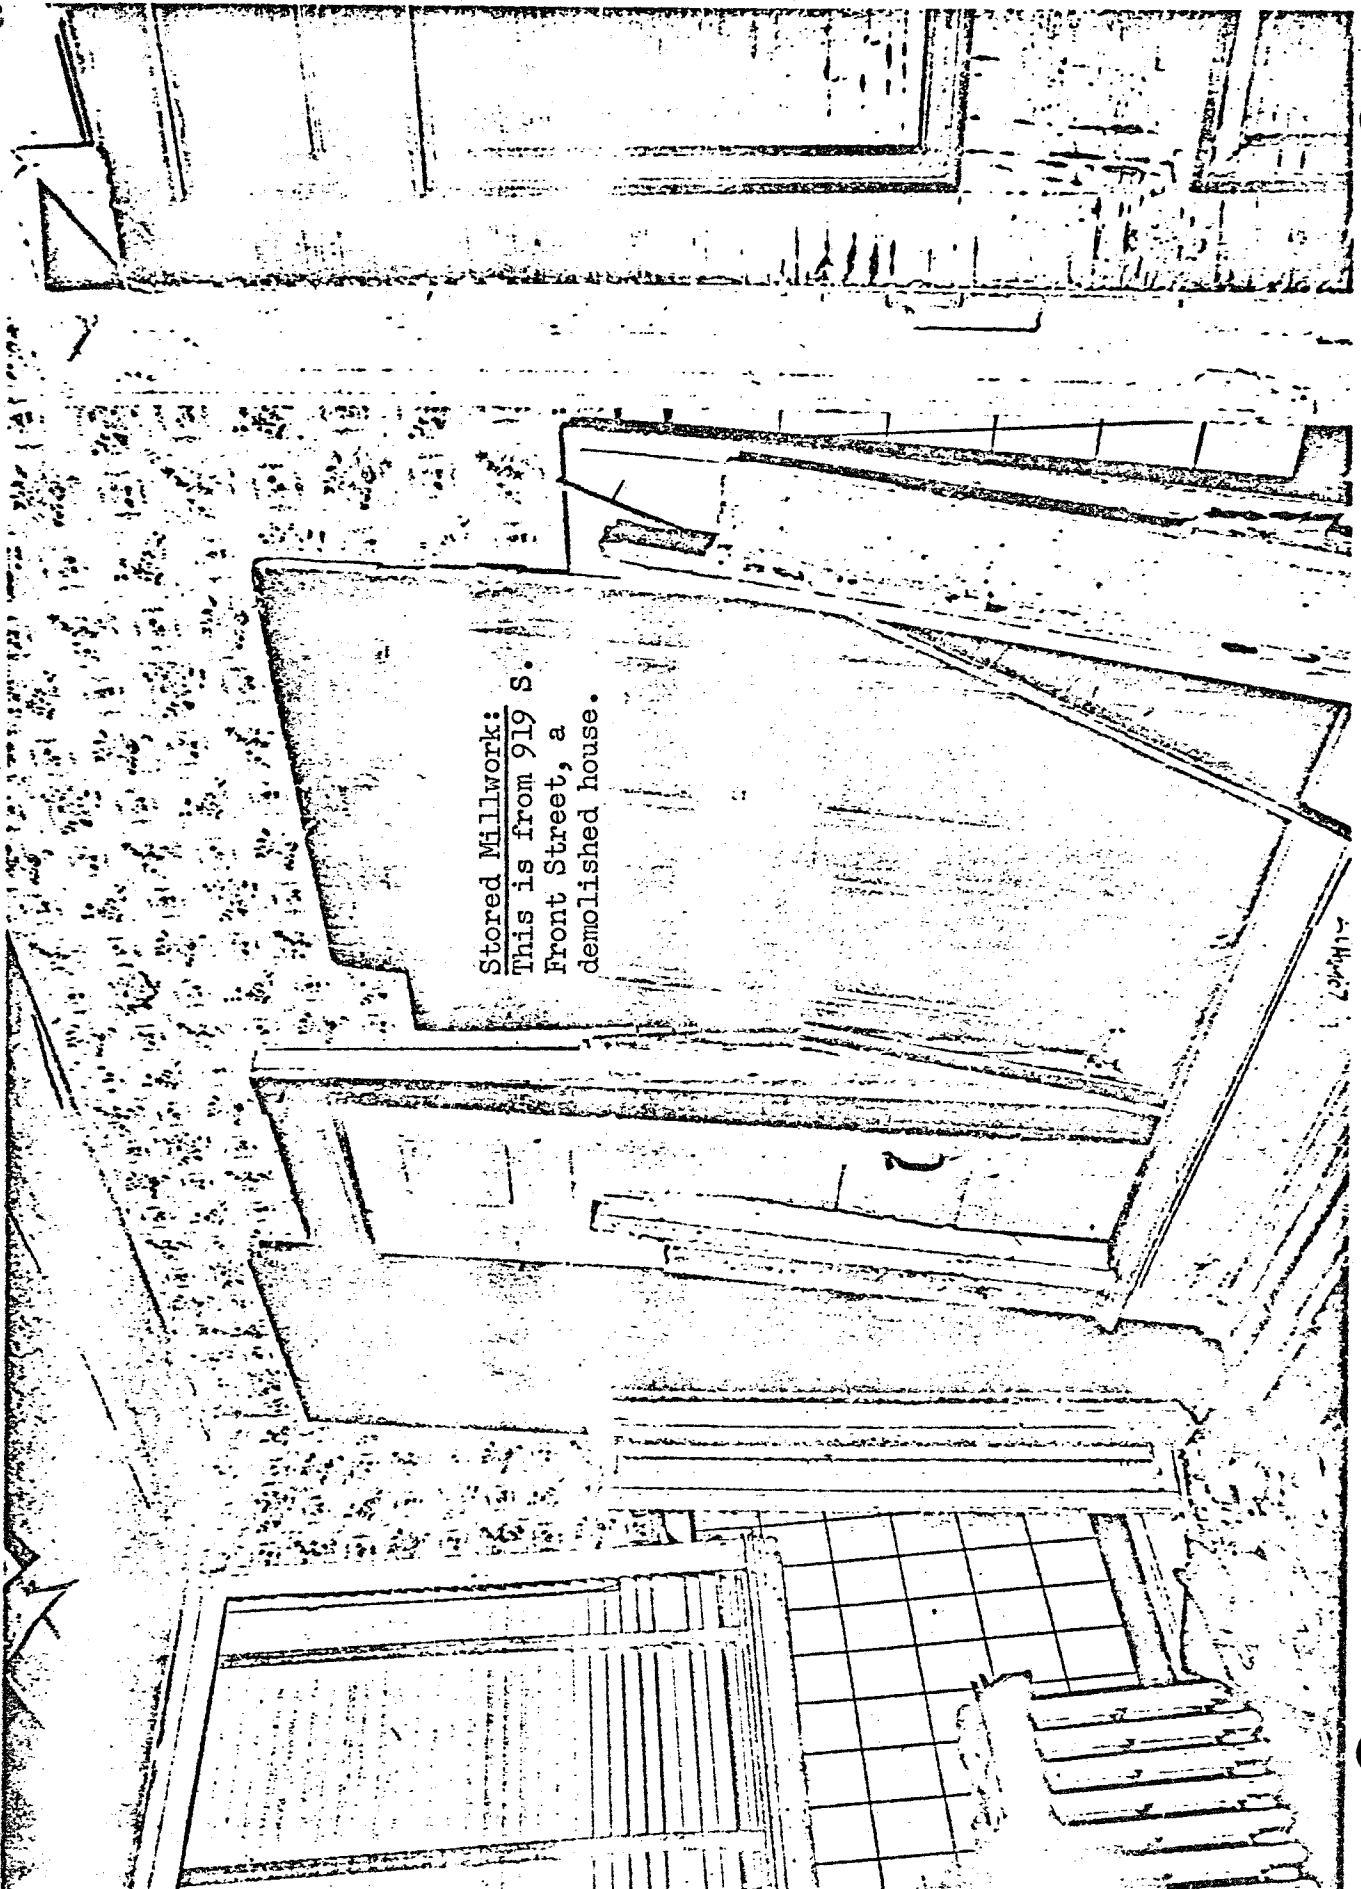 Stored Millwork:
This is from 919 S.
Front Street, a
demolished house.